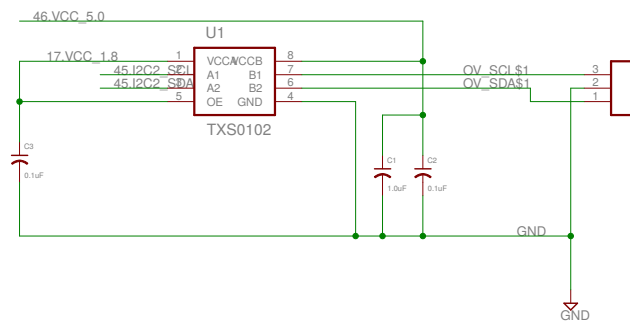 46.VCC_5.0
U1
17.VCC_1.8 1 VCCA VCCB 8
45.I2C2_SCL 2 A1 B1 7 OV_SCL$1 3
45.I2C2_SDA 3 A2 B2 6 OV_SDA$1 2
5 OE GND 4 1
TXS0102
C3 C1 C2
0.1uF 1.0uF 0.1uF
GND
GND